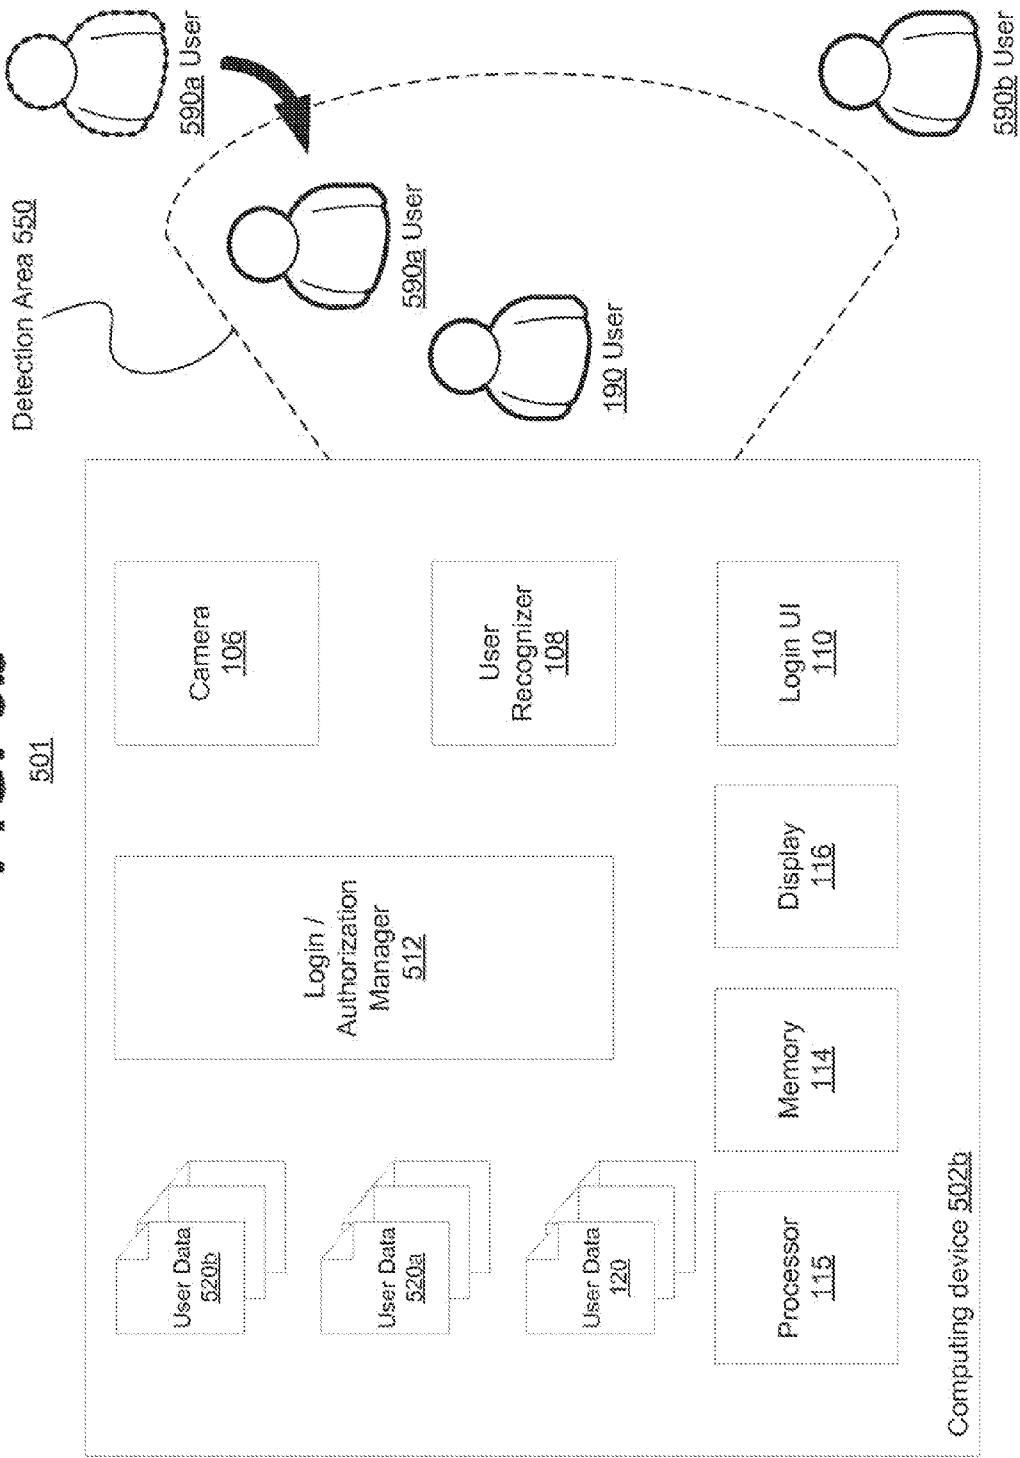 501
User Data
520b
User Data
520a
User Data
120
Login /
Authorization
Manager
512
Camera
106
User
Recognizer
108
Processor
115
Memory
114
Display
116
Login UI
110
Computing device 502b
Detection Area 550
590a User
590a User
190 User
590b User